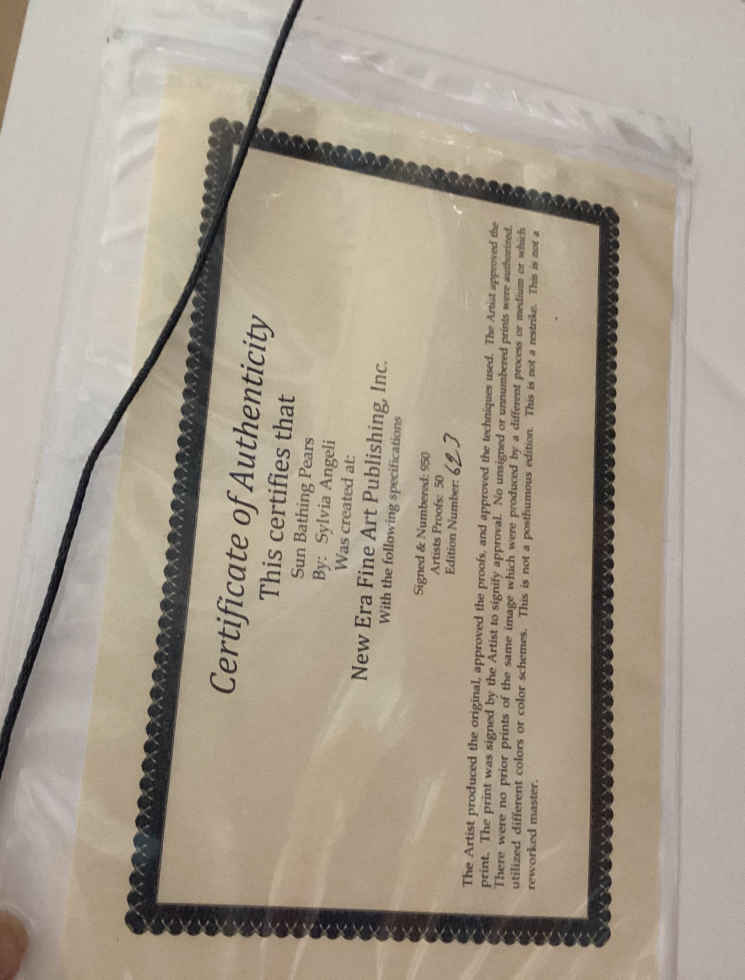 Certificate of Authenticity
This certifies that
Sun Bathing Pears
By: Sylvia Angeli
Was created at:
New Era Fine Art Publishing, Inc.
With the following specifications
Signed & Numbered: 950
Artists Proofs: 50
Edition Number: 623
The Artist produced the original, approved the proofs, and approved the techniques used. The Artist approved the
print. The print was signed by the Artist to signify approval. No unsigned or unnumbered prints were authorized.
There were no prior prints of the same image which were produced by a different process or medium or which
utilized different colors or color schemes. This is not a posthumous edition. This is not a restrike. This is not a
reworked master.